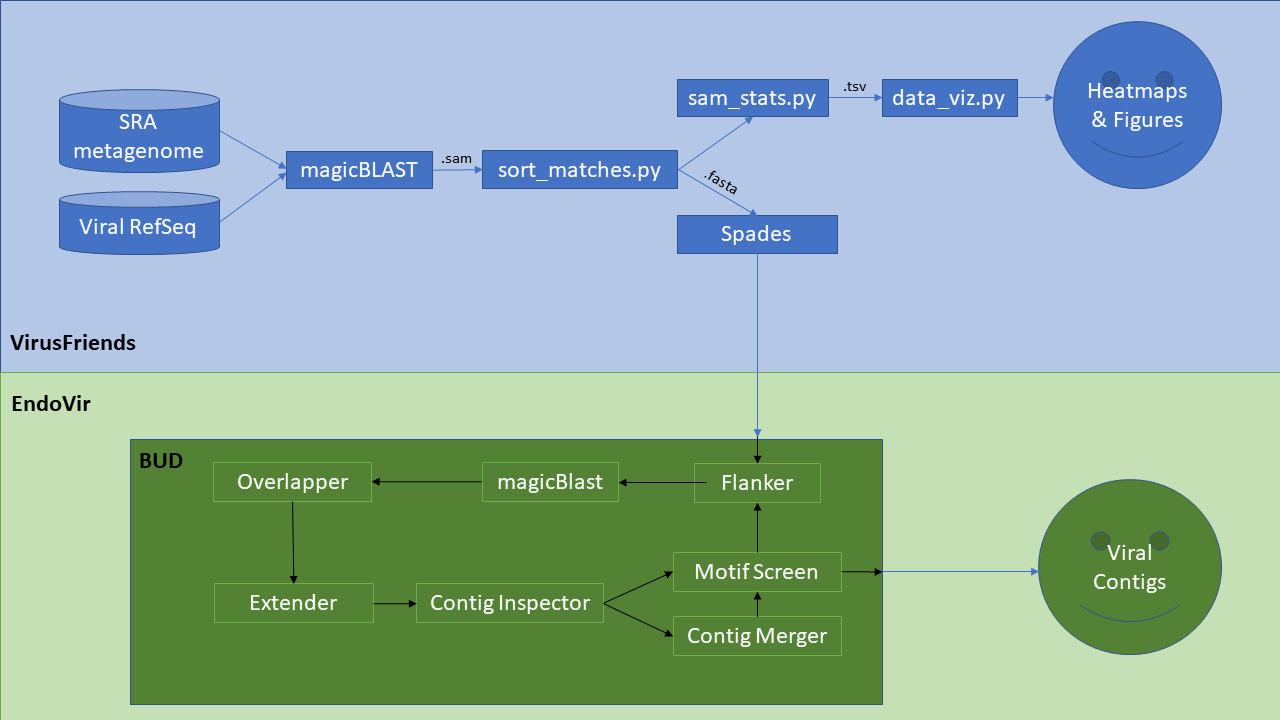 SRA
metagenome
Viral RefSeq
magicBLAST
.sam
sort_matches.py
sam_stats.py
.tsv
data_viz.py
Heatmaps
& Figures
.fasta
Spades
VirusFriends
EndoVir
BUD
Overlapper
magicBlast
Flanker
Extender
Contig Inspector
Motif Screen
Contig Merger
Viral
Contigs